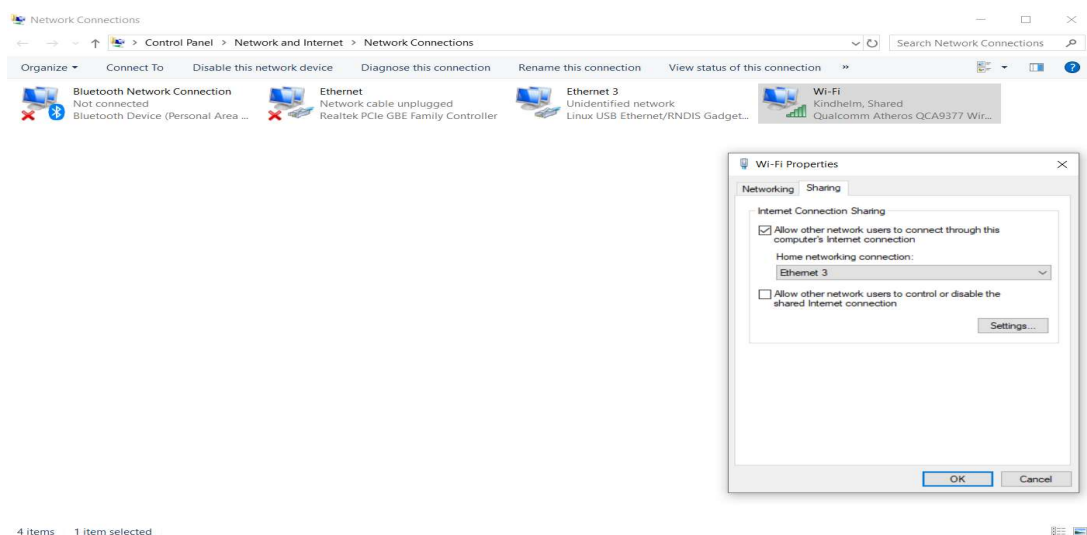 Network Connections
Control Panel > Network and Internet > Network Connections
Search Network Connections
Organize
Connect To
Disable this network device
Diagnose this connection
Rename this connection
View status of this connection
»
Bluetooth Network Connection
Not connected
Bluetooth Device (Personal Area ...
Ethernet
Network cable unplugged
Realtek PCIe GBE Family Controller
Ethernet 3
Unidentified network
Linux USB Ethernet/RNDIS Gadget...
Wi-Fi
Kindhelm, Shared
Qualcomm Atheros QCA9377 Wir...
Wi-Fi Properties
Networking
Sharing
Internet Connection Sharing
Allow other network users to connect through this
computer's Internet connection
Home networking connection:
Ethernet 3
Allow other network users to control or disable the
shared Internet connection
Settings...
OK
Cancel
4 items
1 item selected